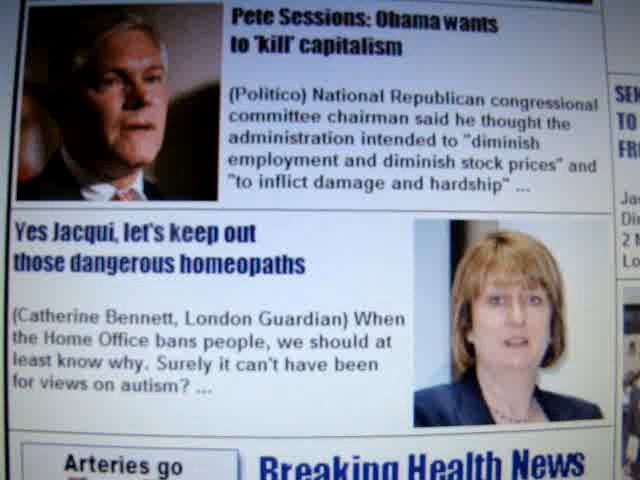 Pete Sessions: Obama wants
to 'kill' capitalism
(Politico) National Republican congressional
committee chairman said he thought the
administration intended to "diminish
employment and diminish stock prices" and
"to inflict damage and hardship" ...
Yes Jacqui, let's keep out
those dangerous homeopaths
(Catherine Bennett, London Guardian) When
the Home Office bans people, we should at
least know why. Surely it can't have been
for views on autism? ...
Arteries go
Breaking Health News
TO
2
Lo